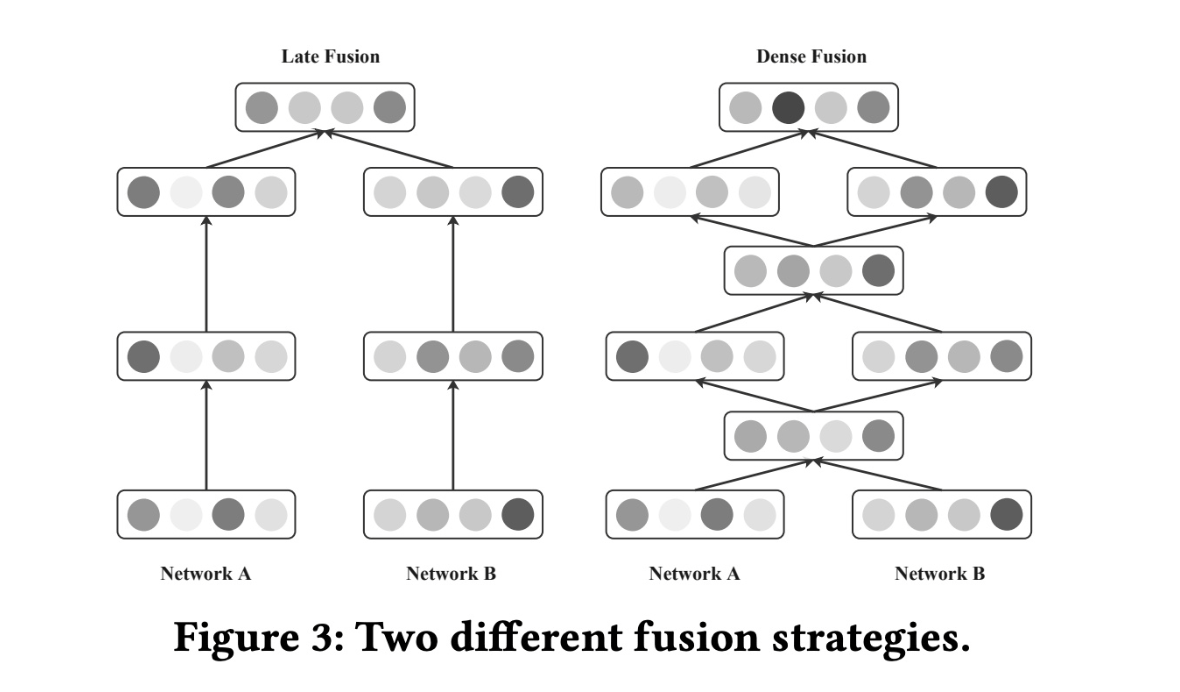 Late Fusion
Dense Fusion
Network A
Network B
Network A
Network B
Figure 3: Two different fusion strategies.